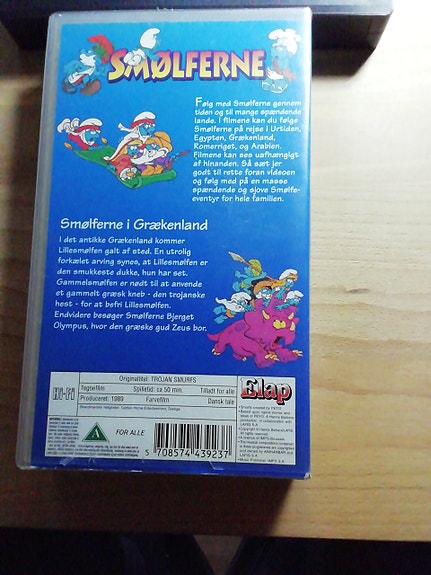 SMØLFERNE
Følg med Smølferne gennem
tiden og til mange spændende
lande. I filmene kan du følge
Smølferne på rejse i Urtiden,
Egypten, Grækenland,
Romerriget, og Arabien.
Filmene kan ses uafhængigt
af hinanden. Så sæt jer
godt til rette foran videoen
og følg med på en masse
spændende og sjove Smølfe-
eventyr for hele familien.
Smølferne i Grækenland
I det antikke Grækenland kommer
Lillesmølfen galt af sted. En utrolig
forkælet arving synes, at Lillesmølfen er
den smukkeste dukke, hun har set.
Gammelsmølfen er nødt til at anvende
et gammelt græsk kneb - den trojanske
hest - for at befri Lillesmølfen.
Endvidere besøger Smølferne Bjerget
Olympus, hvor den græske gud Zeus bor.
Hi-Fi
Originaltitel: TROJAN SMURFS
Tegnefilm Spilletid: ca 50 min. Tilladt for alle
Produceret: 1989 Farvefilm Dansk tale
Elap
FOR ALLE
5 708574 439237